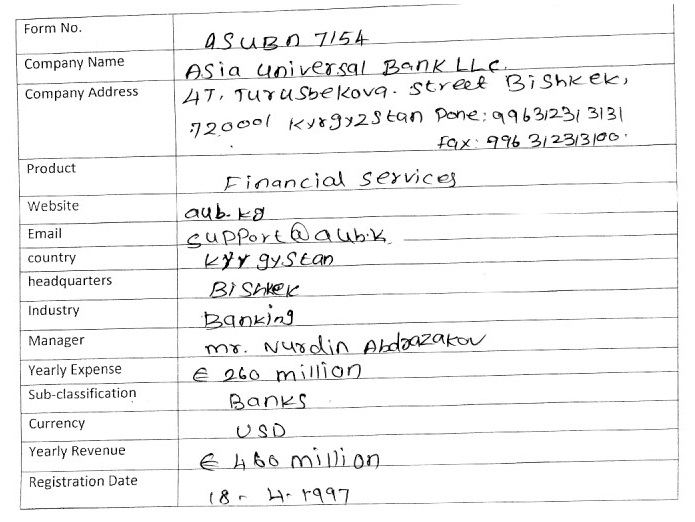 Form No. ASUBN 7154
Company Name Asia Universal Bank LLC.
Company Address 4T, Turusbekova. Street Bishkek,
720001 Kyrgyzstan Pone: 996312313131
Fax: 996 312313100.
Product Financial Services
Website aub.kg
Email support@aub.k
country Kyrgystan
headquarters Bishkek
Industry Banking
Manager Mr. Nurdin Abdrazakov
Yearly Expense € 260 million
Sub-classification Banks
Currency USD
Yearly Revenue € 460 million
Registration Date 18 - 4 - 1997